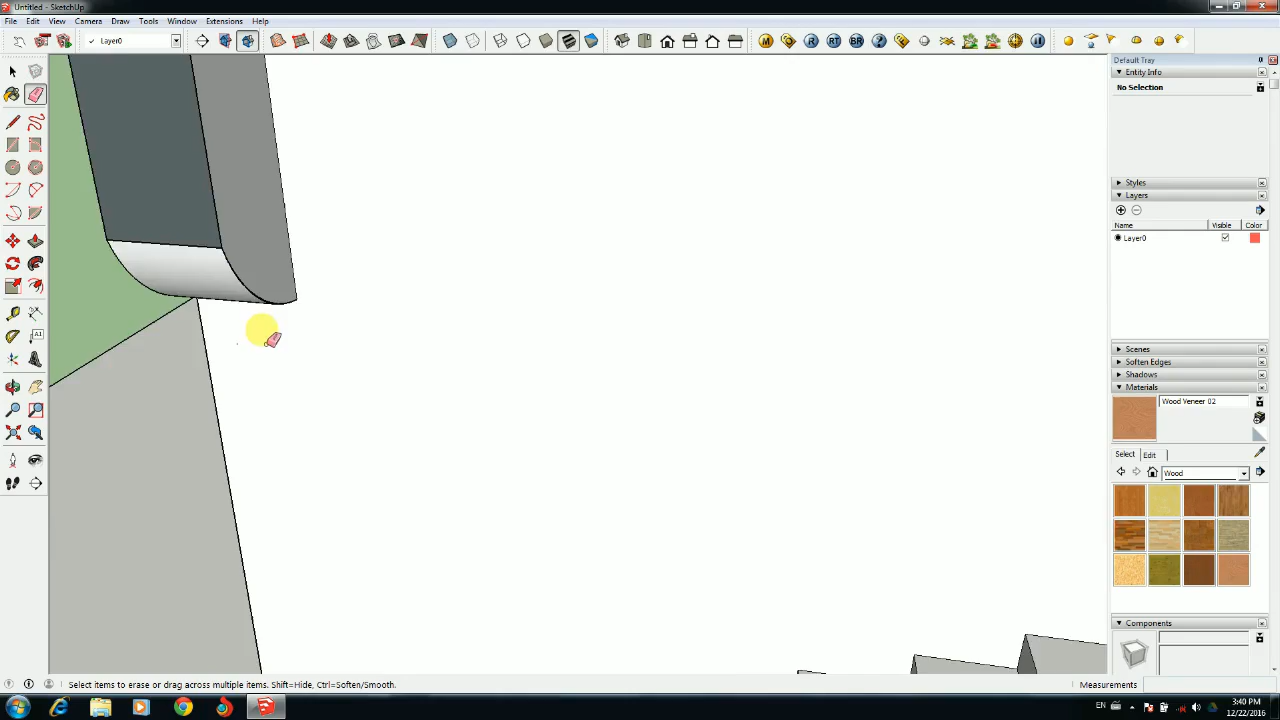 Untitled - SketchUp
File Edit View Camera Draw Tools Window Extensions Help
Layer0
M R RT BR
Default Tray
Entity Info
No Selection
Styles
Layers
Name Visible Color
Layer0
A1
Scenes
Soften Edges
Shadows
Materials
Wood Veneer 02
Select Edit
Wood
Components
Select items to erase or drag across multiple items. Shift=Hide, Ctrl=Soften/Smooth.
Measurements
EN
3:40 PM
12/22/2016